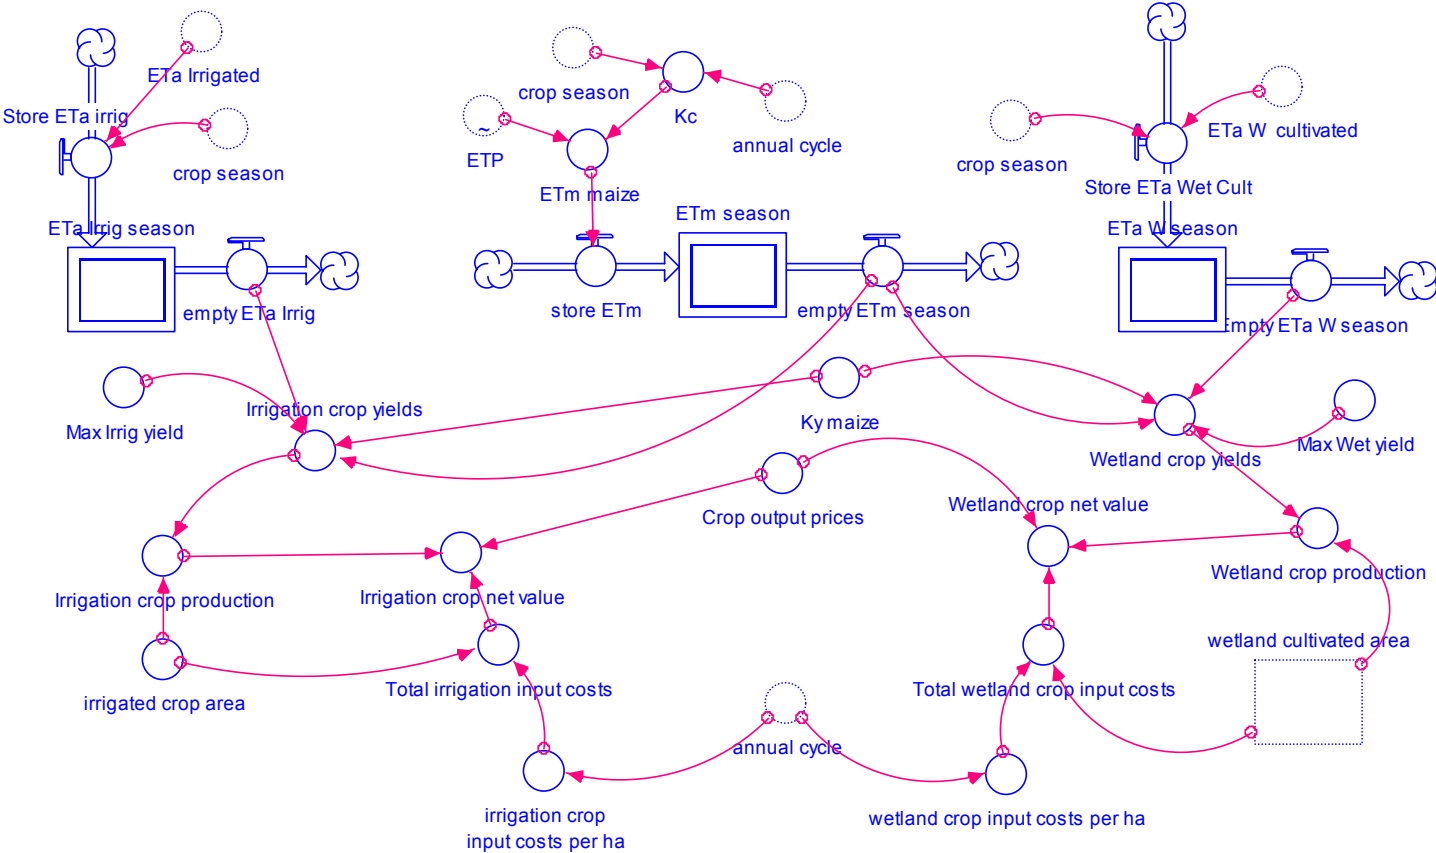 ETa Irrigated
Store ETa irrig
crop season
ETa Irrig season
empty ETa Irrig
crop season
Kc
annual cycle
~
ETP
ETm maize
ETm season
store ETm
empty ETm season
ETa W cultivated
crop season
Store ETa Wet Cult
ETa W season
Empty ETa W season
Max Irrig yield
Irrigation crop yields
Ky maize
Max Wet yield
Wetland crop yields
Crop output prices
Wetland crop net value
Irrigation crop production
Irrigation crop net value
Wetland crop production
wetland cultivated area
irrigated crop area
Total irrigation input costs
Total wetland crop input costs
annual cycle
irrigation crop
input costs per ha
wetland crop input costs per ha